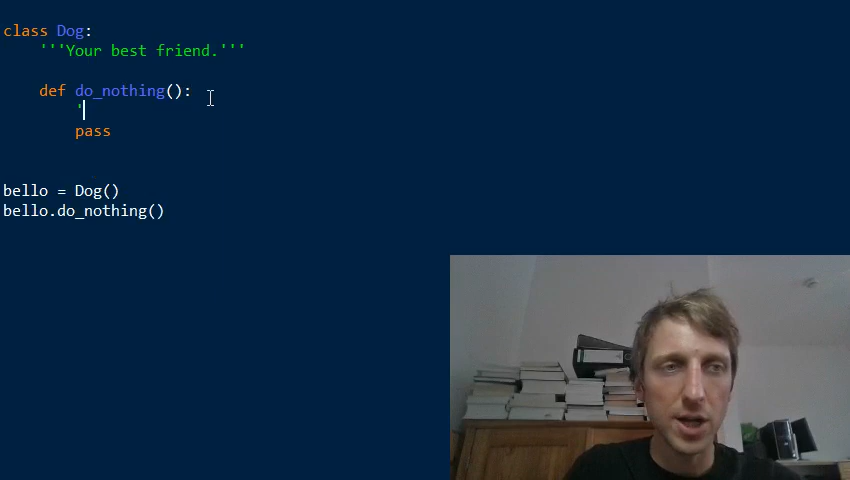 class Dog:
    '''Your best friend.'''
    def do_nothing():
        '
        pass
bello = Dog()
bello.do_nothing()